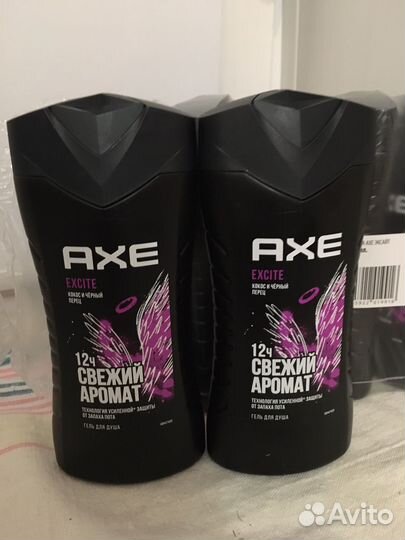 AXE
EXCITE
КОКОС И ЧЁРНЫЙ
ПЕРЕЦ
12ч
СВЕЖИЙ
АРОМАТ
ТЕХНОЛОГИЯ УСИЛЕННОЙ* ЗАЩИТЫ
ОТ ЗАПАХА ПОТА
ГЕЛЬ ДЛЯ ДУША
AXE
EXCITE
КОКОС И ЧЁРНЫЙ
ПЕРЕЦ
12ч
СВЕЖИЙ
АРОМАТ
ТЕХНОЛОГИЯ УСИЛЕННОЙ* ЗАЩИТЫ
ОТ ЗАПАХА ПОТА
ГЕЛЬ ДЛЯ ДУША
AXE
Avito